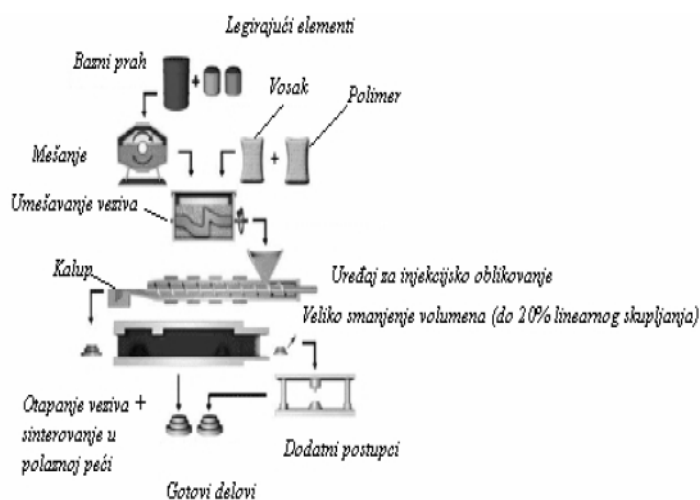 Legirajući elementi
Bazni prah
Vosak
Polimer
Mešanje
Umešavanje veziva
Kalup
Uređaj za injekcijsko oblikovanje
Veliko smanjenje volumena (do 20% linearnog skupljanja)
Otapanje veziva +
sinterovanje u
polaznoj peći
Dodatni postupci
Gotovi delovi